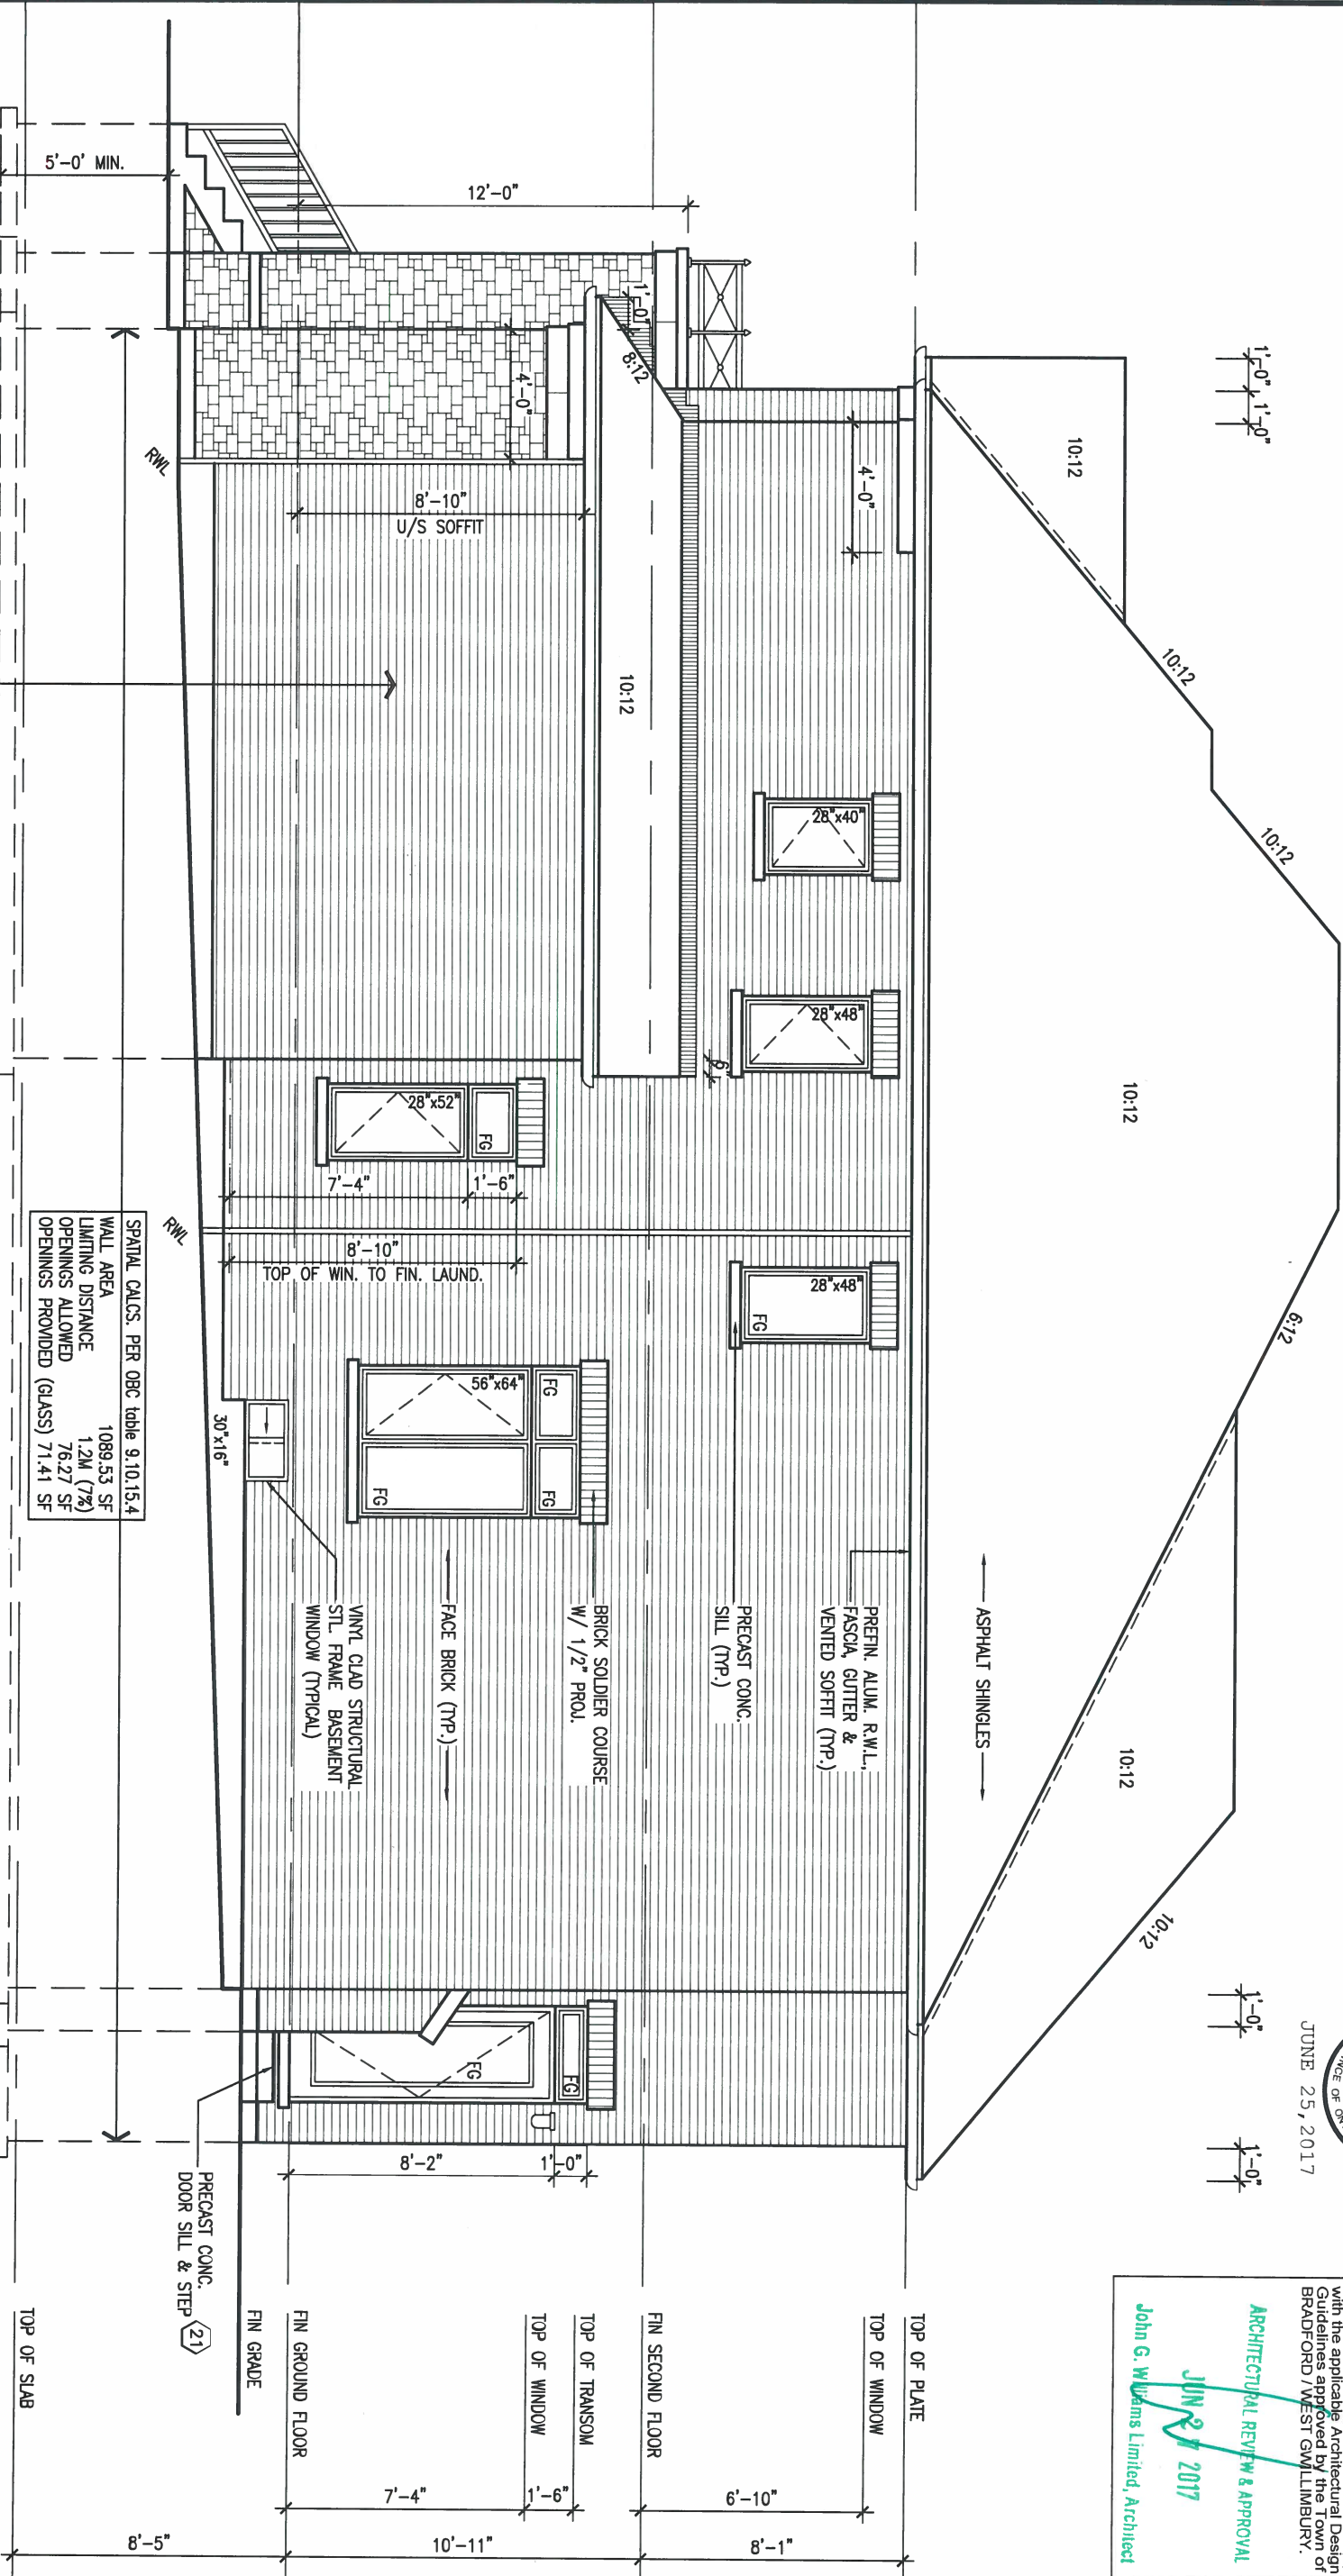 1'-0"
1'-0"
10:12
10:12
10:12
10:12
6:12
10:12
10:12
1'-0"
1'-0"
JUNE 25, 2017
with the applicable Architectural Design
Guidelines approved by the Town of
BRADFORD / WEST GWILLIMBURY.
ARCHITECTURAL REVIEW & APPROVAL
JUN 27 2017
John G. Williams Limited, Architect
ASPHALT SHINGLES
PREFIN. ALUM. R.W.L.,
FASCIA, GUTTER &
VENTED SOFFIT (TYP.)
PRECAST CONC.
SILL (TYP.)
BRICK SOLDIER COURSE
W/ 1/2" PROJ.
FACE BRICK (TYP.)
VINYL CLAD STRUCTURAL
STL. FRAME BASEMENT
WINDOW (TYPICAL)
4'-0"
28"x40"
28"x48"
6"
28"x48"
FG
12'-0"
1'-0"
8:12
10:12
4'-0"
8'-10"
U/S SOFFIT
28"x52"
FG
7'-4"
1'-6"
8'-10"
TOP OF WIN. TO FIN. LAUND.
56"x64"
FG
FG
FG
30"x16"
FG
FG
8'-2"
1'-0"
5'-0' MIN.
RWL
RWL
SPATIAL CALCS. PER OBC table 9.10.15.4
WALL AREA 1089.53 SF
LIMITING DISTANCE 1.2M (7%)
OPENINGS ALLOWED 76.27 SF
OPENINGS PROVIDED (GLASS) 71.41 SF
PRECAST CONC.
DOOR SILL & STEP 21
TOP OF PLATE
TOP OF WINDOW
FIN SECOND FLOOR
TOP OF TRANSOM
TOP OF WINDOW
FIN GROUND FLOOR
FIN GRADE
TOP OF SLAB
6'-10"
1'-6"
7'-4"
8'-1"
10'-11"
8'-5"